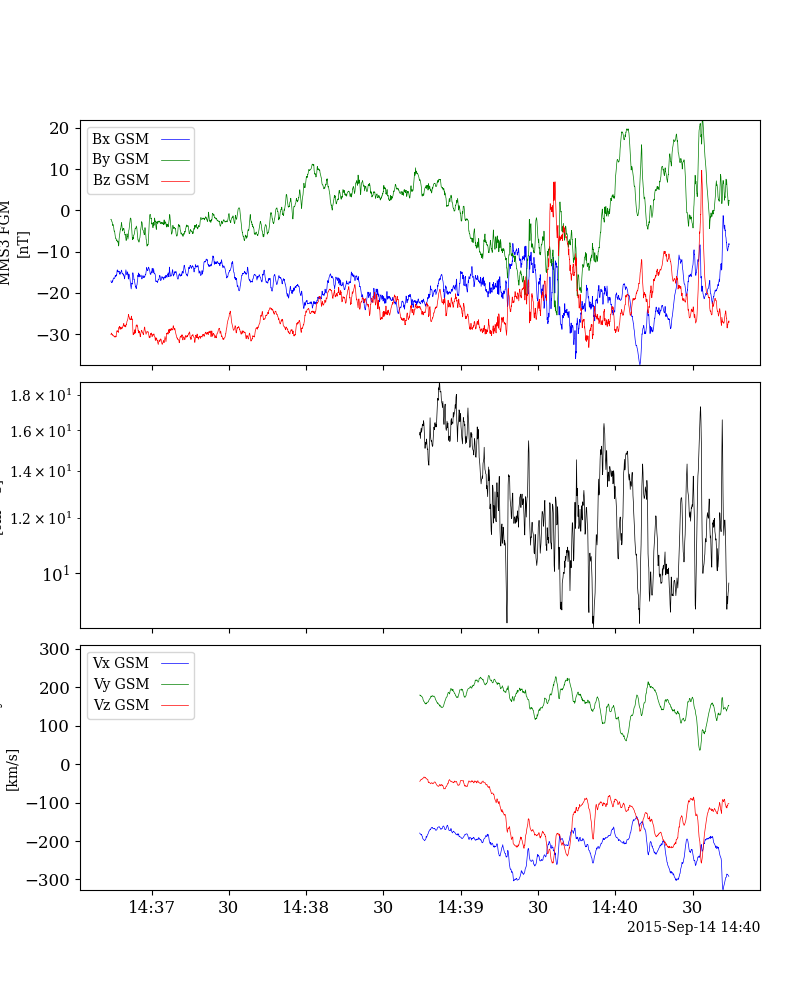 20
10
0
−10
−20
−30
MMS3 FGM
[nT]
Bx GSM
By GSM
Bz GSM
1.8 × 10¹
1.6 × 10¹
1.4 × 10¹
1.2 × 10¹
10¹
300
200
100
0
−100
−200
−300
[km/s]
Vx GSM
Vy GSM
Vz GSM
14:37 30 14:38 30 14:39 30 14:40 30
2015-Sep-14 14:40